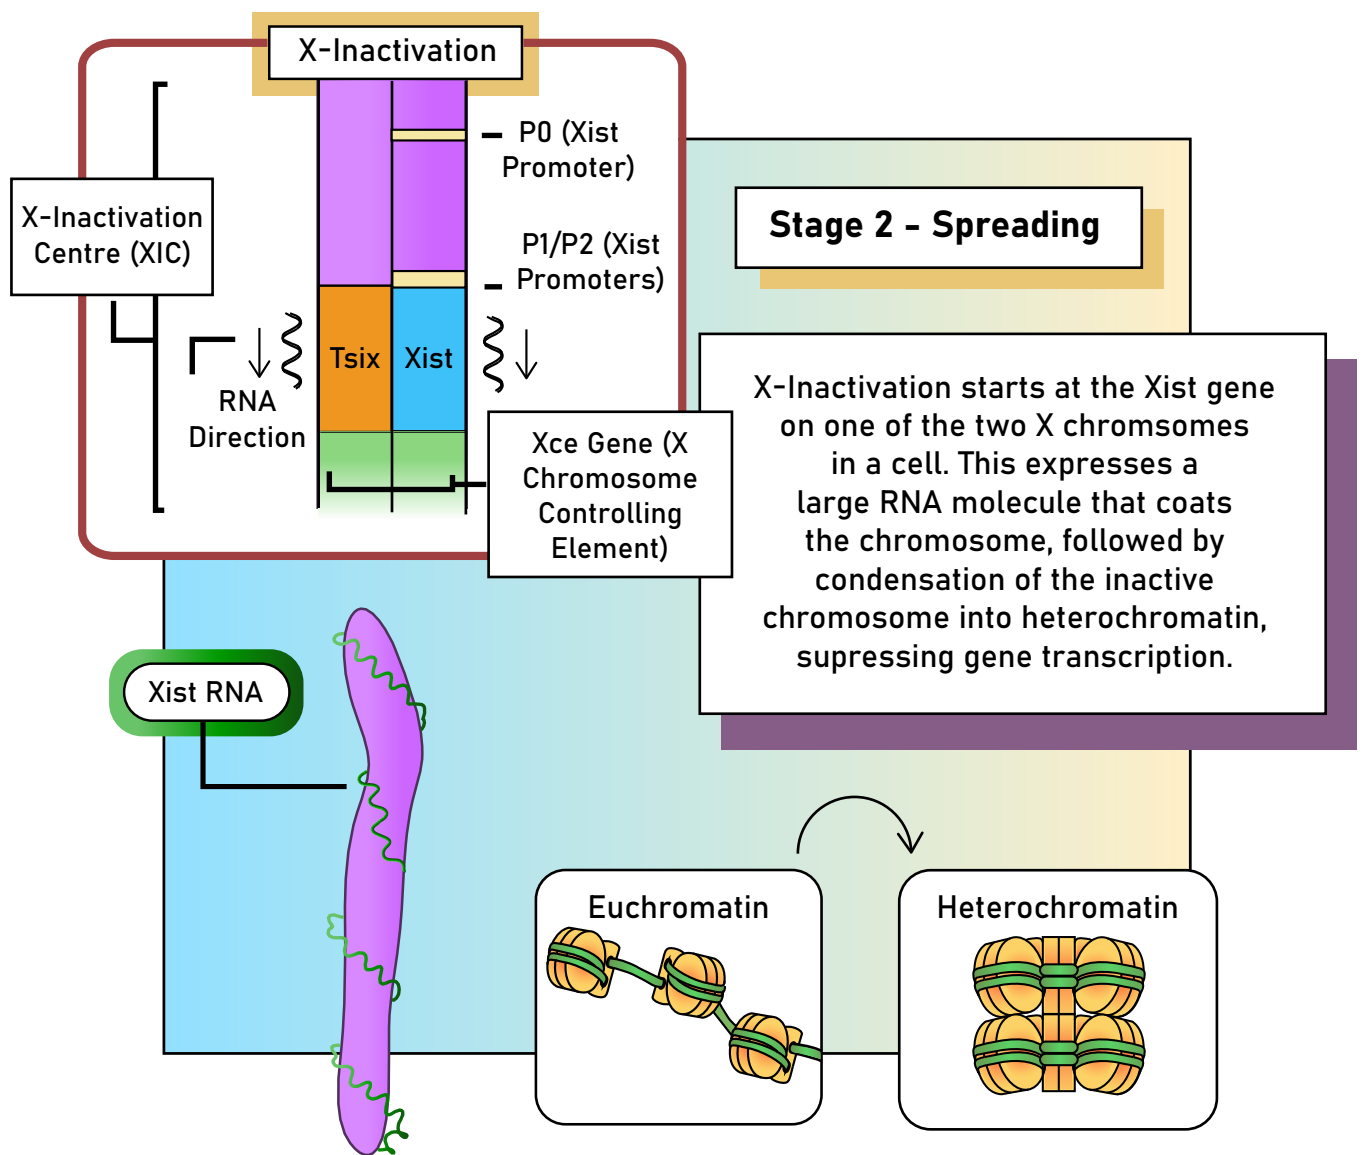 X-Inactivation
P0 (Xist
Promoter)
X-Inactivation
Centre (XIC)
P1/P2 (Xist
Promoters)
Tsix
Xist
RNA
Direction
Xce Gene (X
Chromosome
Controlling
Element)
Stage 2 - Spreading
X-Inactivation starts at the Xist gene
on one of the two X chromsomes
in a cell. This expresses a
large RNA molecule that coats
the chromosome, followed by
condensation of the inactive
chromosome into heterochromatin,
supressing gene transcription.
Xist RNA
Euchromatin
Heterochromatin